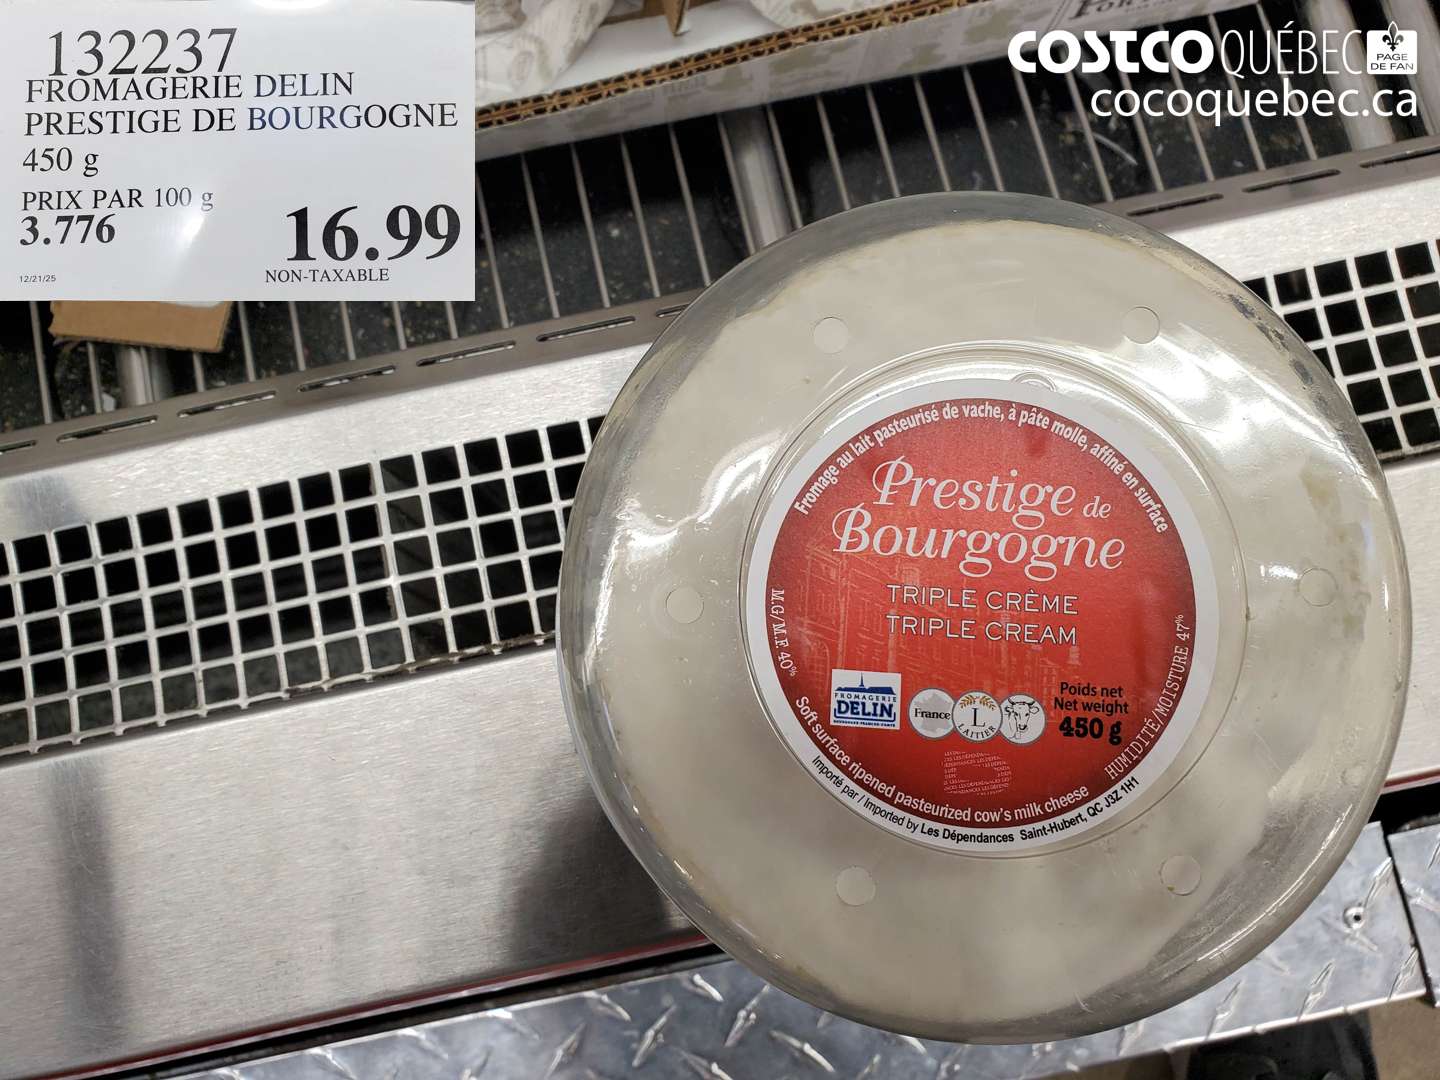 132237
FROMAGERIE DELIN
PRESTIGE DE BOURGOGNE
450 g
PRIX PAR 100 g
3.776
16.99
NON-TAXABLE
12/21/25
COSTCO QUÉBEC
PAGE
DE FAN
cocoquebec.ca
Fromage au lait pasteurisé de vache, à pâte molle, affiné en surface
Prestige de
Bourgogne
TRIPLE CRÈME
TRIPLE CREAM
M.G/M.F. 40%
HUMIDITÉ/MOISTURE 47%
FROMAGERIE
DELIN
BOURGOGNE-FRANCHE-COMTÉ
France
L
LAITIER
Poids net
Net weight
450 g
Soft surface ripened pasteurized cow's milk cheese
Importé par / Imported by Les Dépendances Saint-Hubert, QC J3Z 1H1